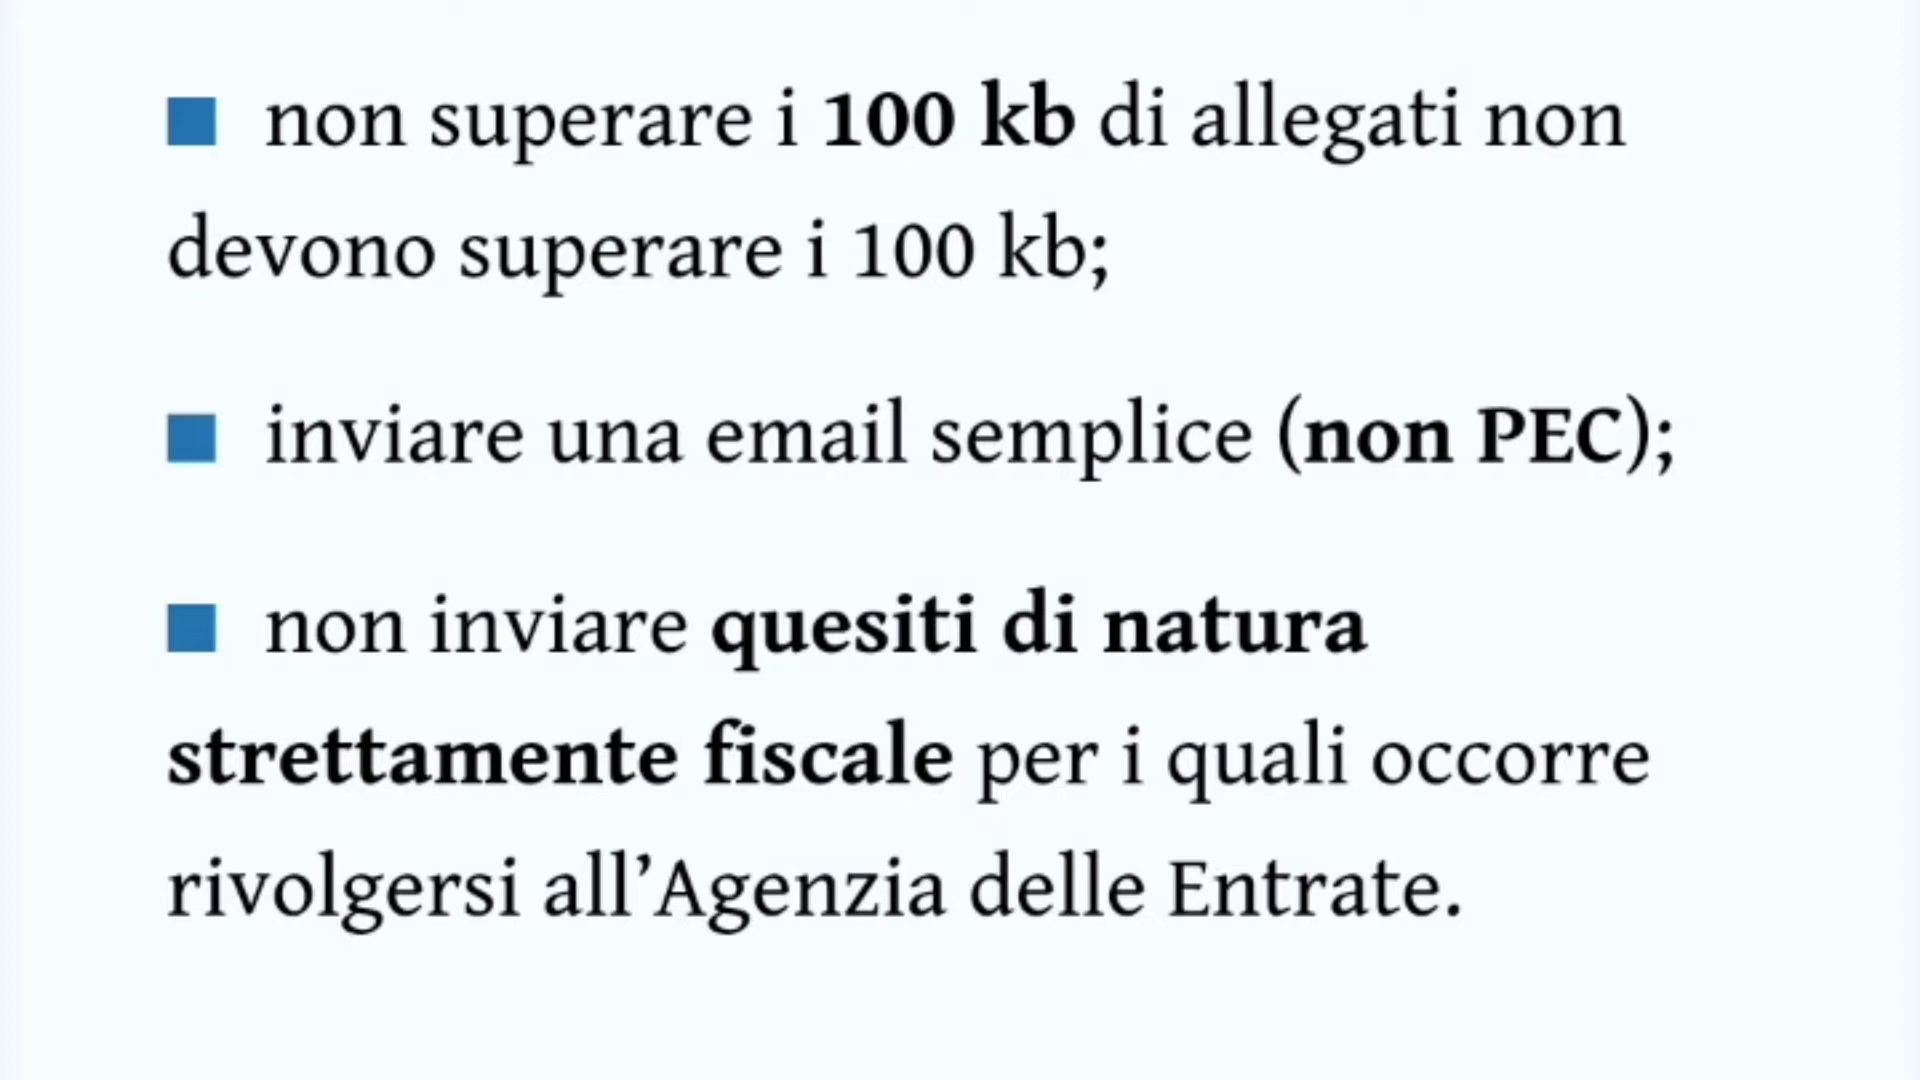 ■ non superare i 100 kb di allegati non
devono superare i 100 kb;
■ inviare una email semplice (non PEC);
■ non inviare quesiti di natura
strettamente fiscale per i quali occorre
rivolgersi all’Agenzia delle Entrate.